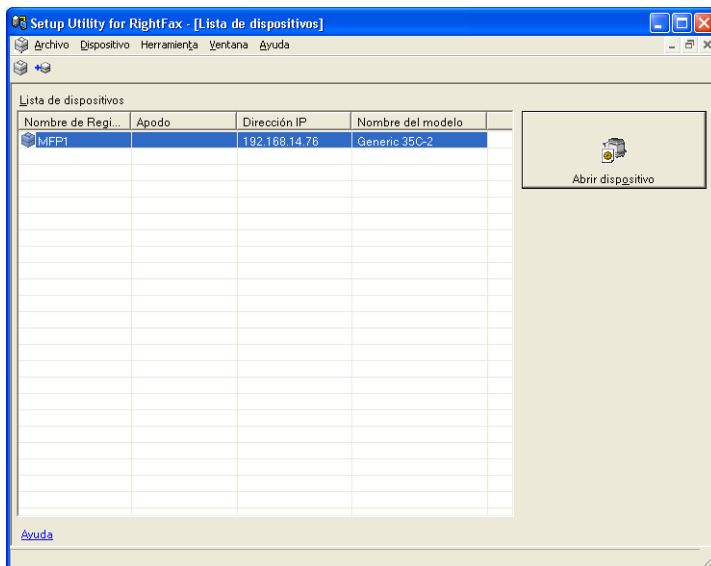 Setup Utility for RightFax - [Lista de dispositivos]
Archivo Dispositivo Herramienta Ventana Ayuda
Lista de dispositivos
Nombre de Regi... Apodo Dirección IP Nombre del modelo
MFP1 192.168.14.76 Generic 35C-2
Abrir dispositivo
Ayuda